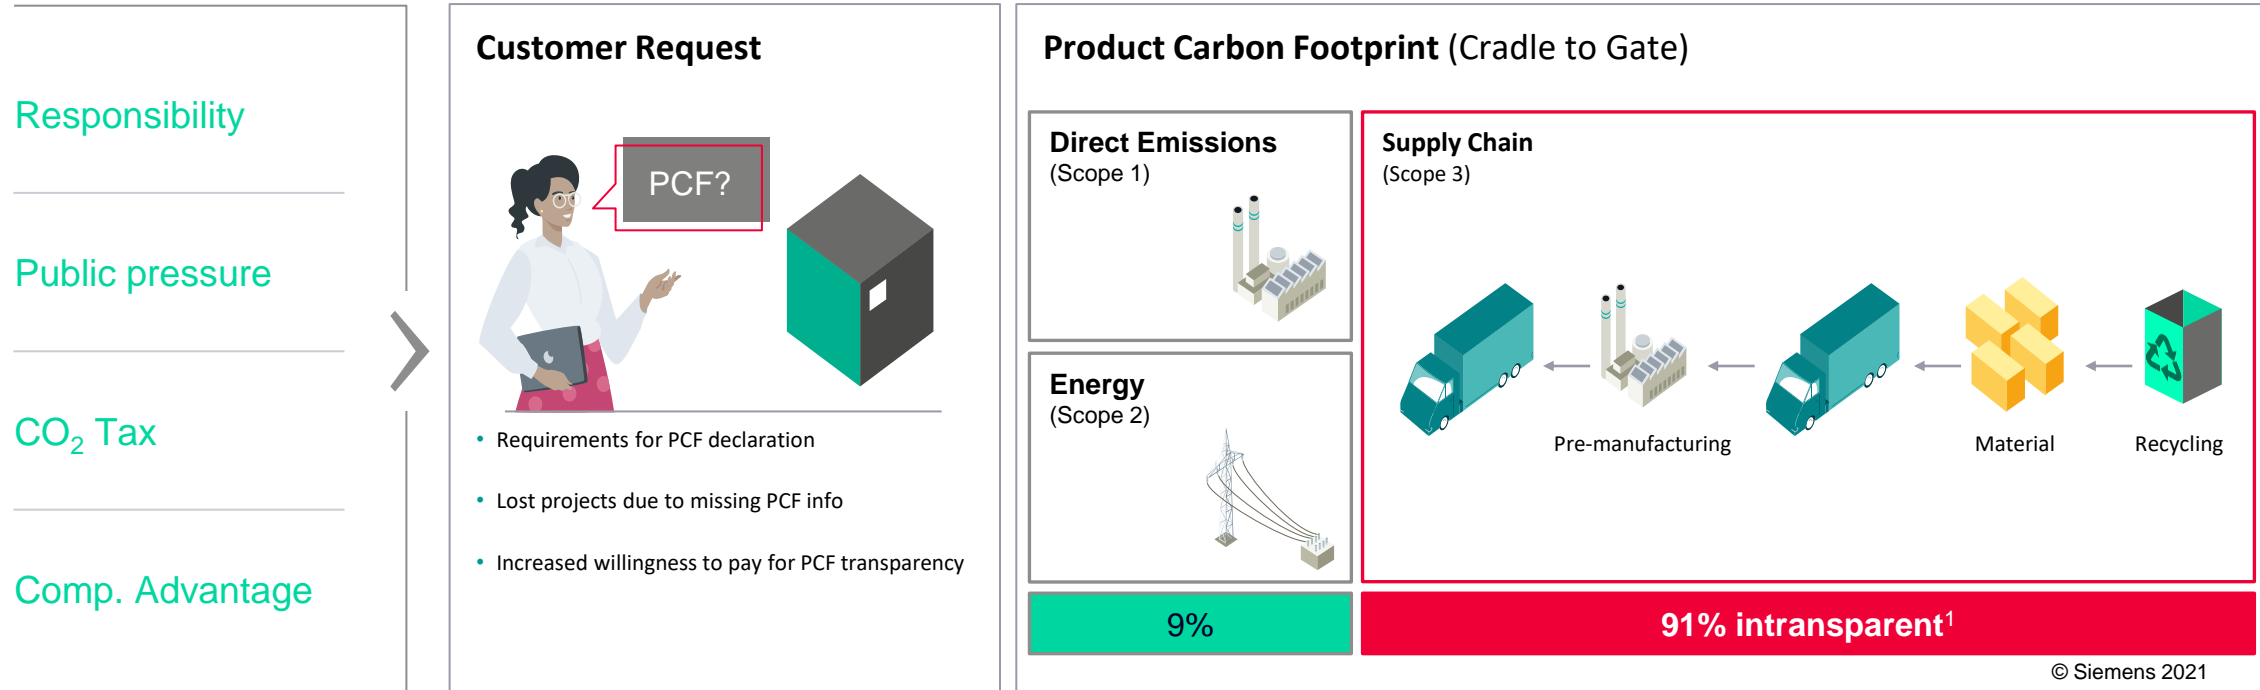 Responsibility
Public pressure
CO₂ Tax
Comp. Advantage
Customer Request
PCF?
• Requirements for PCF declaration
• Lost projects due to missing PCF info
• Increased willingness to pay for PCF transparency
Product Carbon Footprint (Cradle to Gate)
Direct Emissions
(Scope 1)
Energy
(Scope 2)
9%
Supply Chain
(Scope 3)
Pre-manufacturing
Material
Recycling
91% intransparent¹
© Siemens 2021